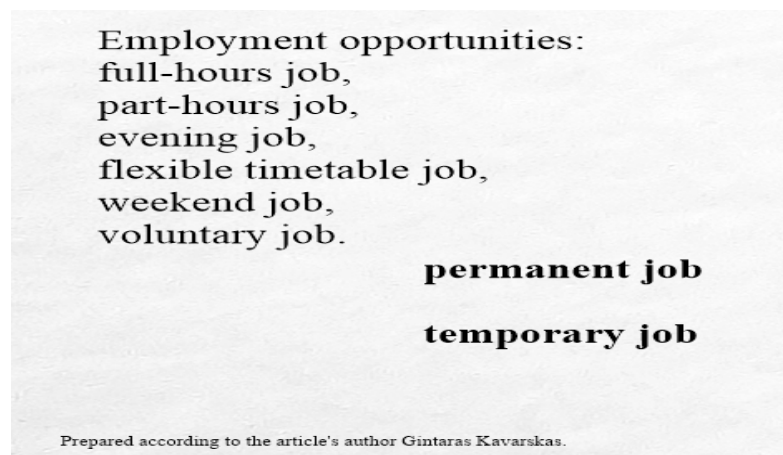 Employment opportunities:
full-hours job,
part-hours job,
evening job,
flexible timetable job,
weekend job,
voluntary job.
permanent job
temporary job
Prepared according to the article's author Gintaras Kavarskas.